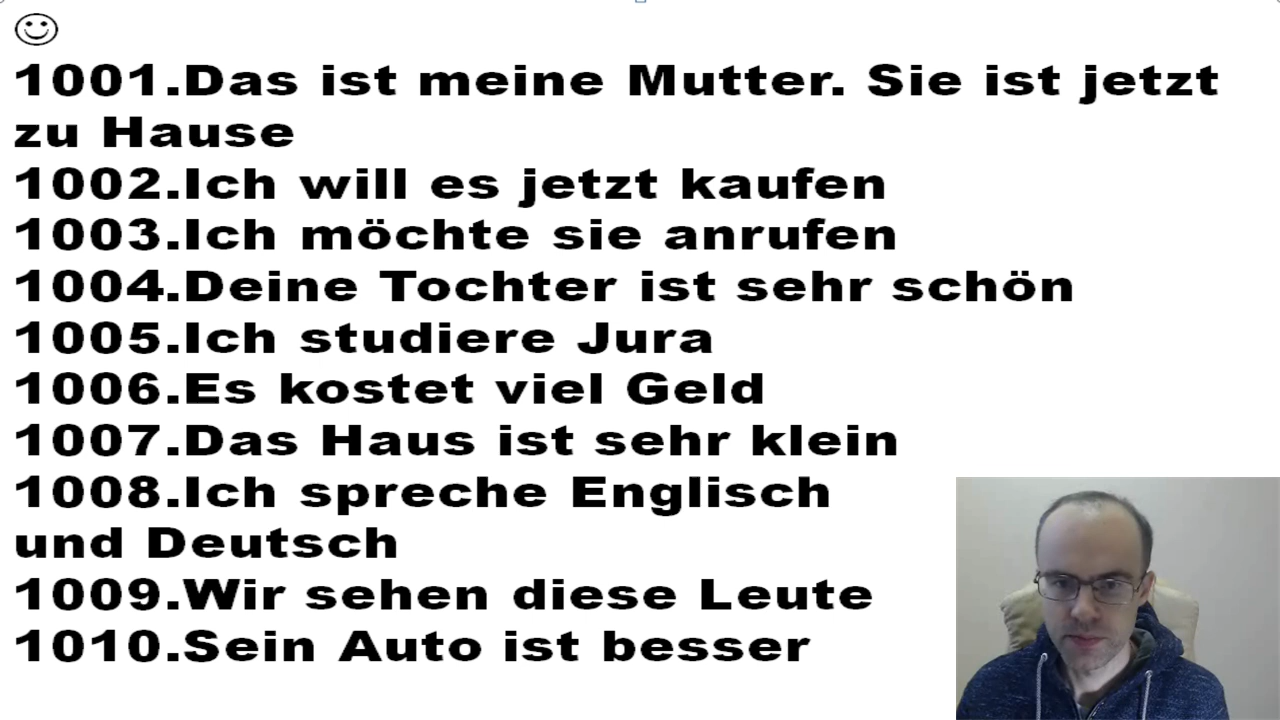 1001.Das ist meine Mutter. Sie ist jetzt
zu Hause
1002.Ich will es jetzt kaufen
1003.Ich möchte sie anrufen
1004.Deine Tochter ist sehr schön
1005.Ich studiere Jura
1006.Es kostet viel Geld
1007.Das Haus ist sehr klein
1008.Ich spreche Englisch
und Deutsch
1009.Wir sehen diese Leute
1010.Sein Auto ist besser